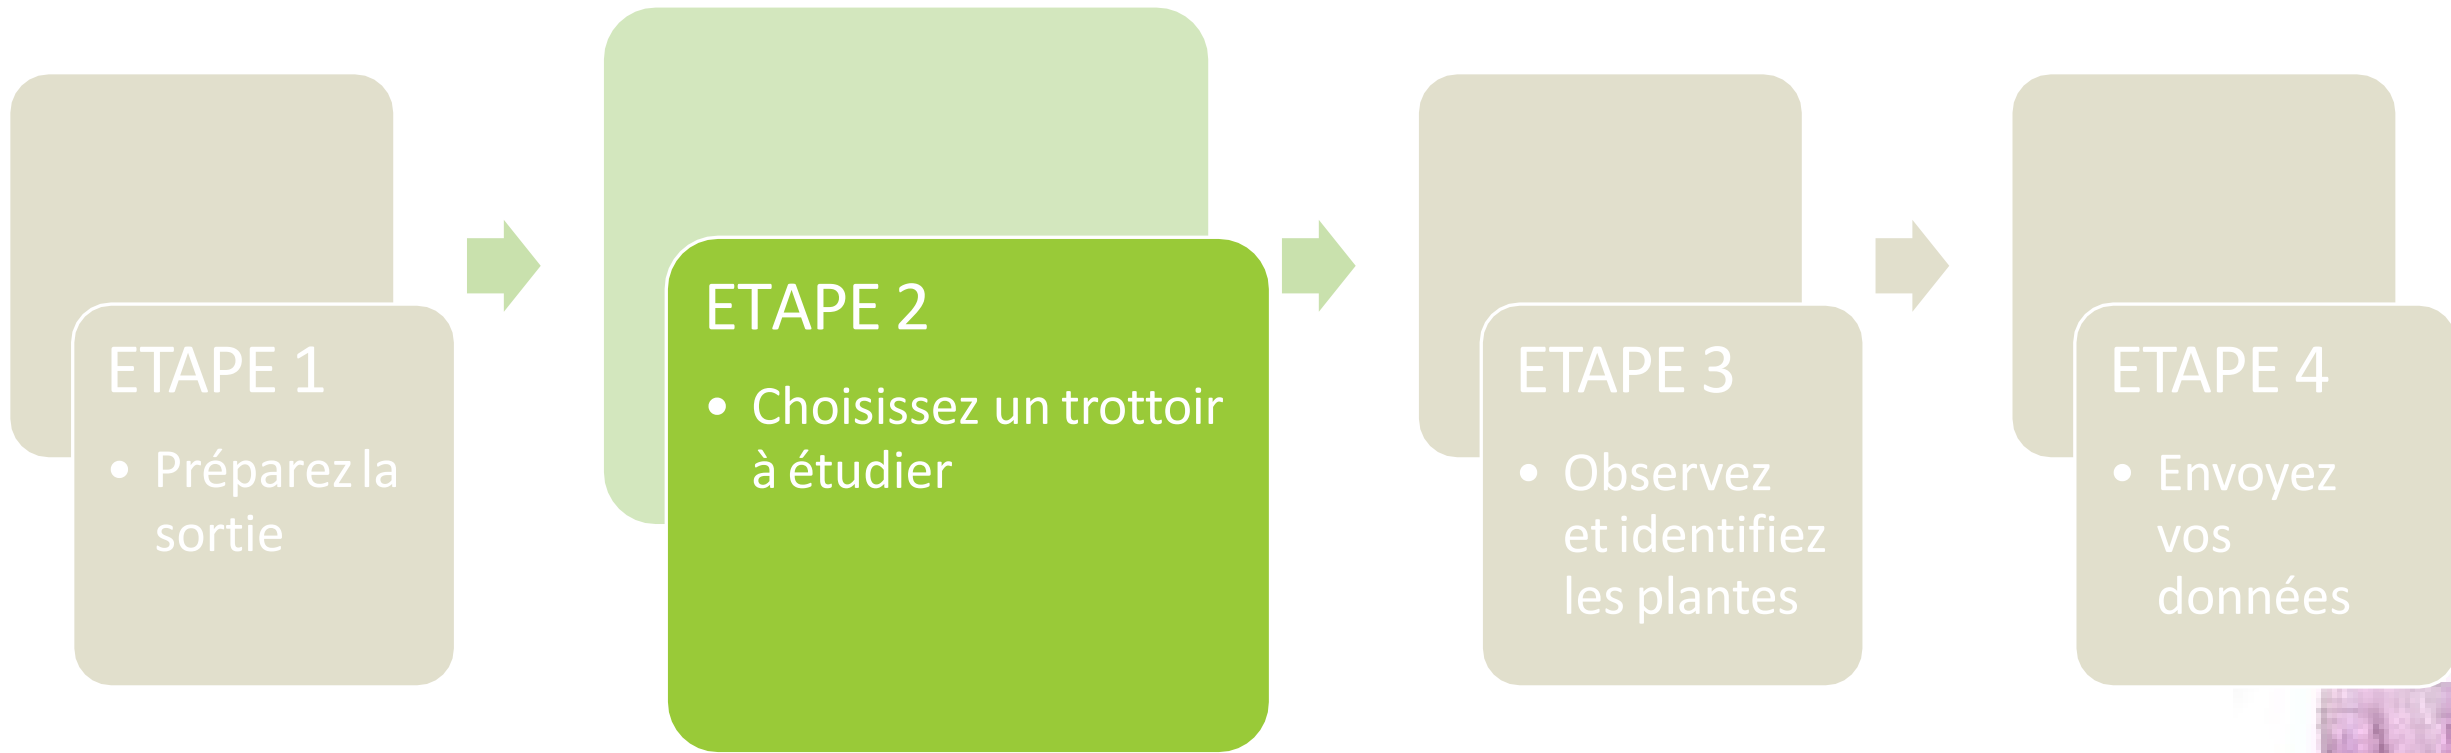 ETAPE 1
• Préparez la
sortie
ETAPE 2
• Choisissez un trottoir
à étudier
ETAPE 3
• Observez
et identifiez
les plantes
ETAPE 4
• Envoyez
vos
données